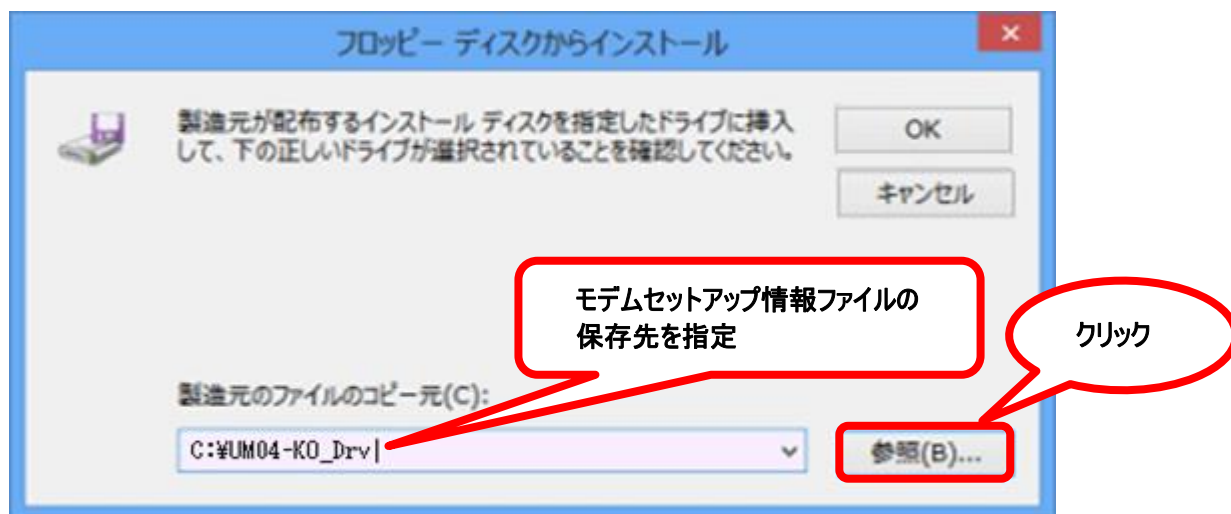 フロッピー ディスクからインストール
製造元が配布するインストール ディスクを指定したドライブに挿入
して、下の正しいドライブが選択されていることを確認してください。
OK
キャンセル
モデムセットアップ情報ファイルの
保存先を指定
クリック
製造元のファイルのコピー元(C):
C:¥UM04-KO_Drv
参照(B)...